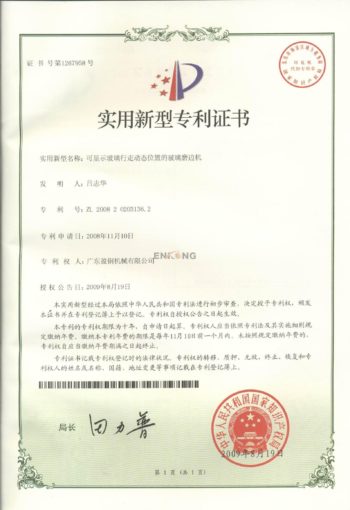 证 书 号 第1267958号
实用新型专利证书
实用新型名称：可显示玻璃行走动态位置的玻璃磨边机
发 明 人：吕志华
专 利 号：ZL 2008 2 0203136.2
专利申请日：2008年11月10日
专 利 权 人：广东盈钢机械有限公司
ENKONG
授权公告日：2009年8月19日
本实用新型经过本局依照中华人民共和国专利法进行初步审查，决定授予专利权，颁发
本证书并在专利登记簿上予以登记。专利权自授权公告之日起生效。
本专利的专利权期限为十年，自申请日起算。专利权人应当依照专利法及其实施细则规
定缴纳年费。缴纳本专利年费的期限是每年11月10日前一个月内。未按照规定缴纳年费的，
专利权自应当缴纳年费期满之日起终止。
专利证书记载专利权登记时的法律状况。专利权的转移、质押、无效、终止、恢复和专
利权人的姓名或名称、国籍、地址变更等事项记载在专利登记簿上。
局长 田力普
中华人民共和国国家知识产权局
2009年8月19日
第 1 页（共 1 页）